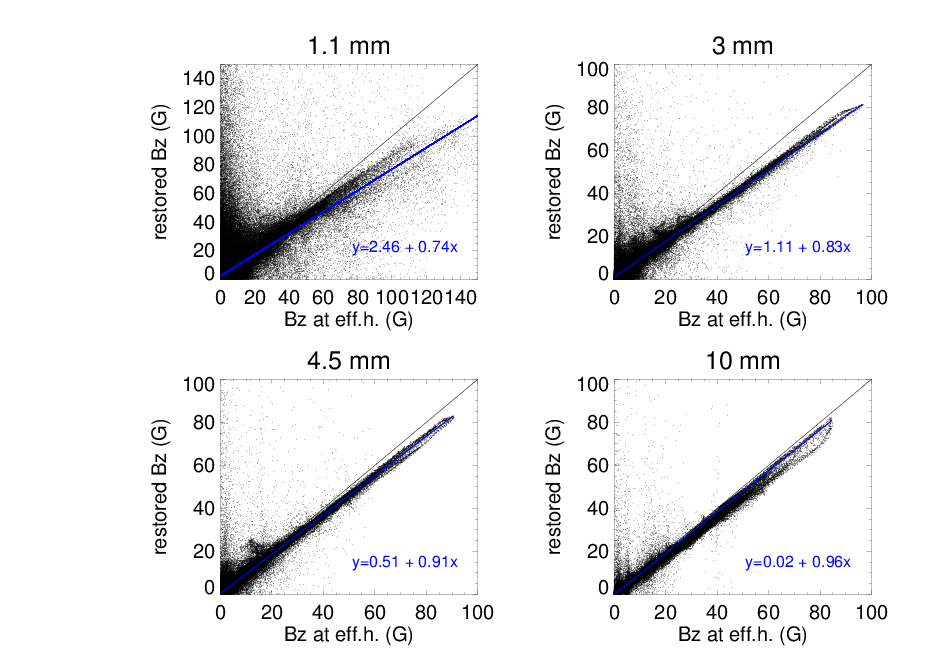 1.1 mm
restored Bz (G)
140
120
100
80
60
40
20
0
y=2.46 + 0.74x
0 20 40 60 80 100120140
Bz at eff.h. (G)
3 mm
restored Bz (G)
100
80
60
40
20
0
y=1.11 + 0.83x
0 20 40 60 80 100
Bz at eff.h. (G)
4.5 mm
restored Bz (G)
100
80
60
40
20
0
y=0.51 + 0.91x
0 20 40 60 80 100
Bz at eff.h. (G)
10 mm
restored Bz (G)
100
80
60
40
20
0
y=0.02 + 0.96x
0 20 40 60 80 100
Bz at eff.h. (G)